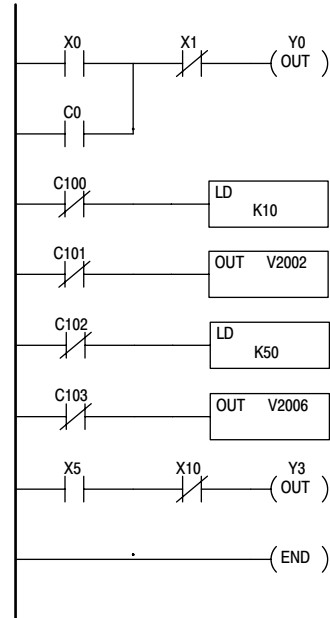 X0 X1 Y0
OUT
C0
C100
LD
K10
C101
OUT V2002
C102
LD
K50
C103
OUT V2006
X5 X10 Y3
OUT
END